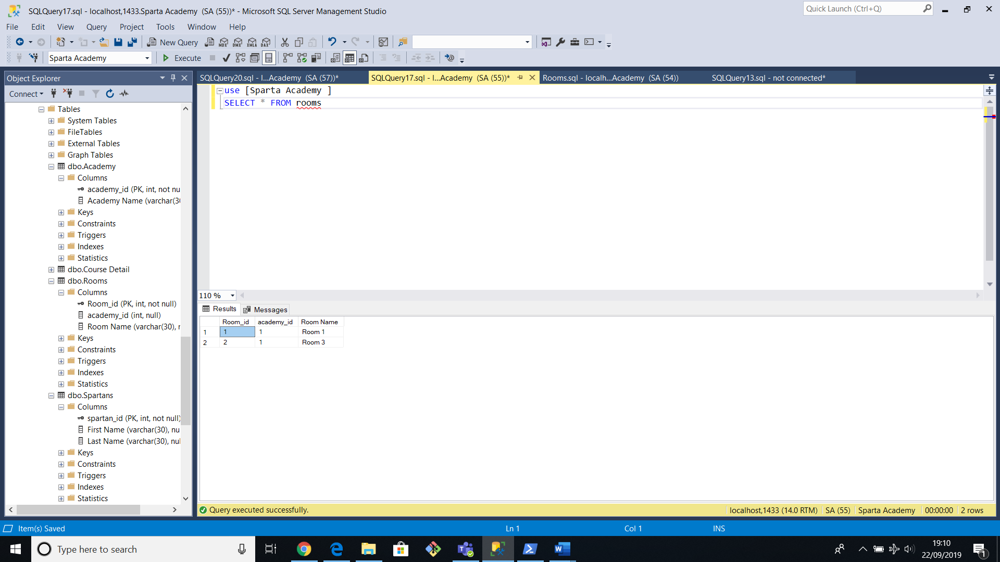 SQLQuery17.sql - localhost,1433.Sparta Academy (SA (55))* - Microsoft SQL Server Management Studio
Quick Launch (Ctrl+Q)
File Edit View Query Project Tools Window Help
New Query MDX DMX XMLA DAX
Sparta Academy Execute
Object Explorer
Connect
Tables
System Tables
FileTables
External Tables
Graph Tables
dbo.Academy
Columns
academy_id (PK, int, not nu
Academy Name (varchar(30
Keys
Constraints
Triggers
Indexes
Statistics
dbo.Course Detail
dbo.Rooms
Columns
Room_id (PK, int, not null)
academy_id (int, null)
Room Name (varchar(30), r
Keys
Constraints
Triggers
Indexes
Statistics
dbo.Spartans
Columns
spartan_id (PK, int, not null)
First Name (varchar(30), nu
Last Name (varchar(30), nul
Keys
Constraints
Triggers
Indexes
Statistics
SQLQuery20.sql - l...Academy (SA (57))* SQLQuery17.sql - l...Academy (SA (55))* Rooms.sql - localh...Academy (SA (54)) SQLQuery13.sql - not connected*
use [Sparta Academy ]
SELECT * FROM rooms
110 %
Results Messages
Room_id academy_id Room Name
1 1 1 Room 1
2 2 1 Room 3
Query executed successfully. localhost,1433 (14.0 RTM) SA (55) Sparta Academy 00:00:00 2 rows
Item(s) Saved Ln 1 Col 1 INS
Type here to search
19:10
22/09/2019
1